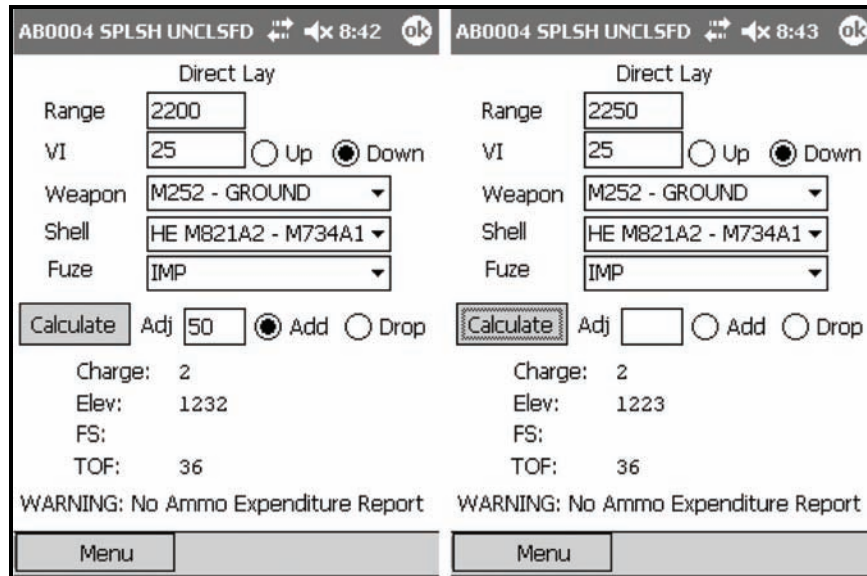 AB0004 SPLSH UNCLSFD 8:42 ok
Direct Lay
Range 2200
VI 25 Up Down
Weapon M252 - GROUND
Shell HE M821A2 - M734A1
Fuze IMP
Calculate Adj 50 Add Drop
Charge: 2
Elev: 1232
FS:
TOF: 36
WARNING: No Ammo Expenditure Report
Menu
AB0004 SPLSH UNCLSFD 8:43 ok
Direct Lay
Range 2250
VI 25 Up Down
Weapon M252 - GROUND
Shell HE M821A2 - M734A1
Fuze IMP
Calculate Adj Add Drop
Charge: 2
Elev: 1223
FS:
TOF: 36
WARNING: No Ammo Expenditure Report
Menu